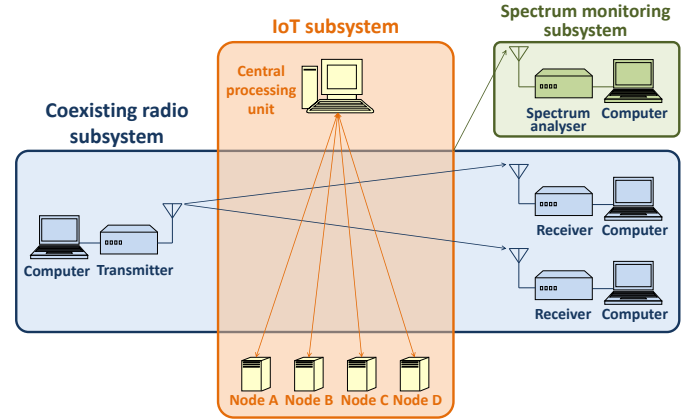 IoT subsystem
Spectrum monitoring
subsystem
Central
processing
unit
Spectrum
analyser
Computer
Coexisting radio
subsystem
Computer
Transmitter
Receiver
Computer
Receiver
Computer
Node A
Node B
Node C
Node D